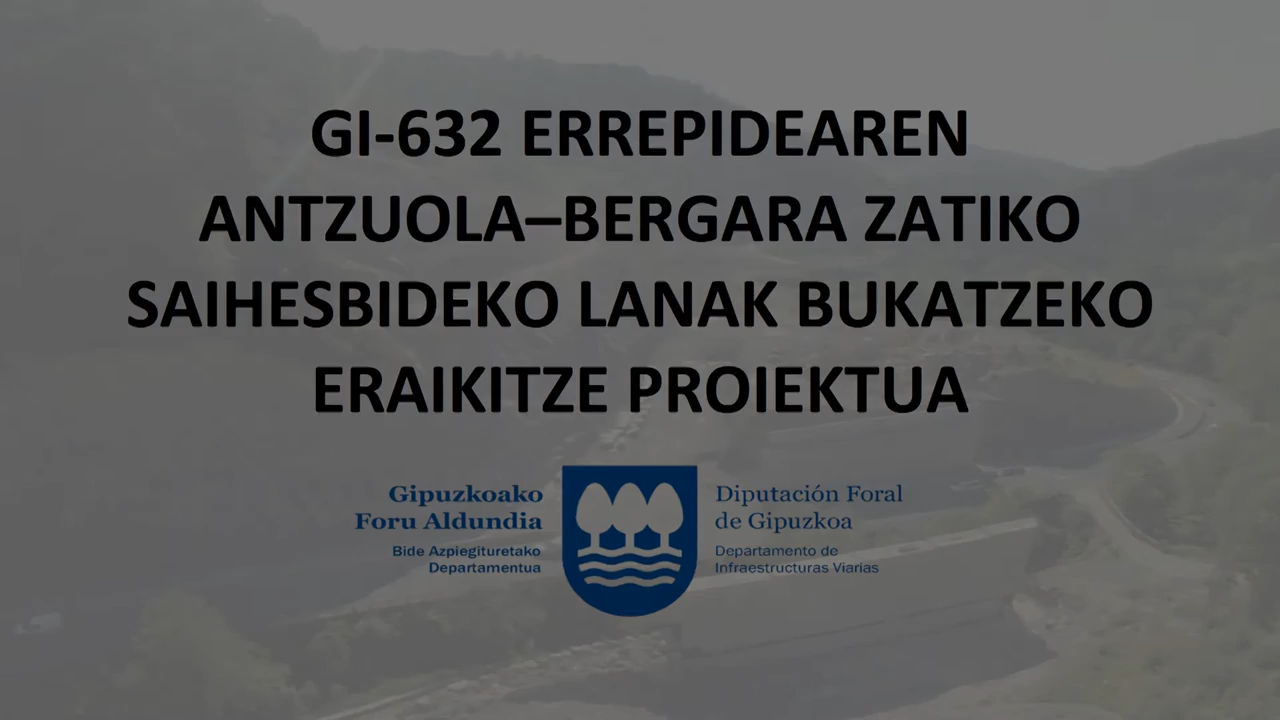 GI-632 ERREPIDEAREN
ANTZUOLA–BERGARA ZATIKO
SAIHESBIDEKO LANAK BUKATZEKO
ERAIKITZE PROIEKTUA
Gipuzkoako
Foru Aldundia
Bide Azpiegituretako
Departamentua
Diputación Foral
de Gipuzkoa
Departamento de
Infraestructuras Viarias